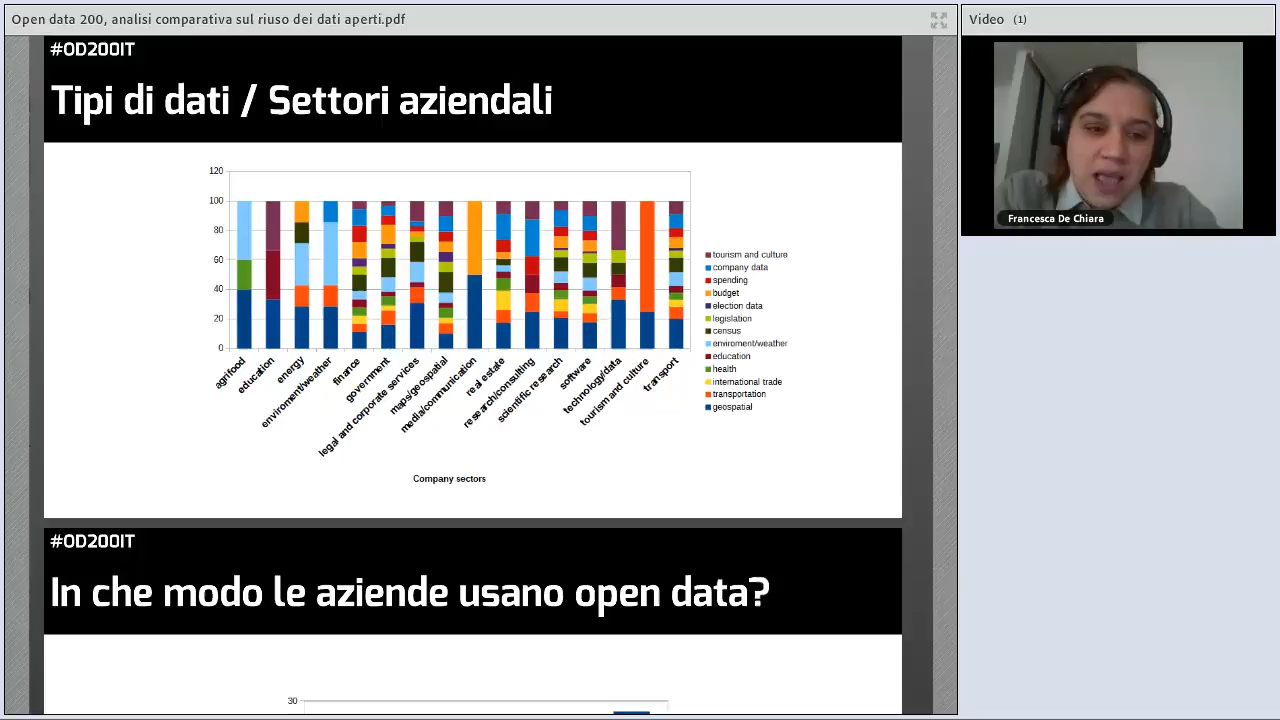 Open data 200, analisi comparativa sul riuso dei dati aperti.pdf
Video (1)
#OD200IT
Tipi di dati / Settori aziendali
120
100
80
60
40
20
0
agrifood
education
energy
enviroment/weather
finance
government
legal and corporate services
maps/geospatial
media/communication
real estate
research/consulting
scientific research
software
technology/data
tourism and culture
transport
Company sectors
tourism and culture
company data
spending
budget
election data
legislation
census
enviroment/weather
education
health
international trade
transportation
geospatial
Francesca De Chiara
#OD200IT
In che modo le aziende usano open data?
30